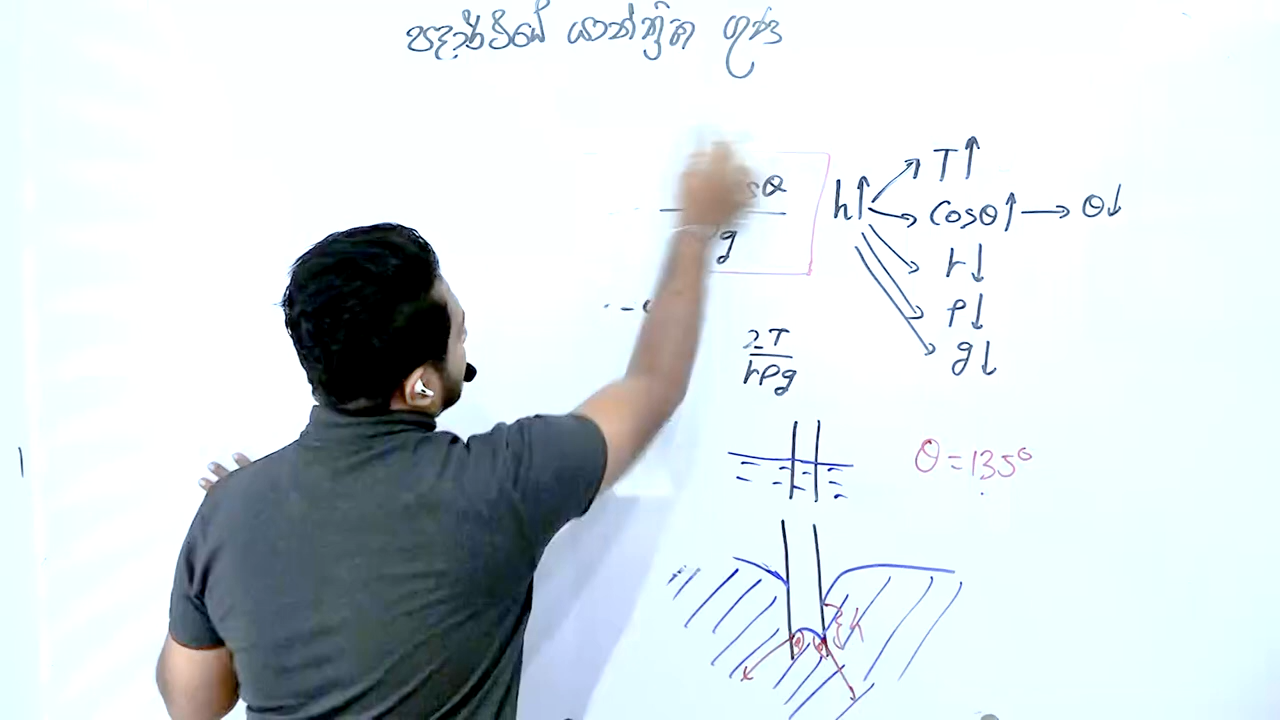 පදාර්ථයේ යාන්ත්‍රික ගුණ
T↑
h↑ Cosθ↑ → θ↓
r↓
ρ↓
g↓
g
2T
rρg
θ = 135°
h
θ θ